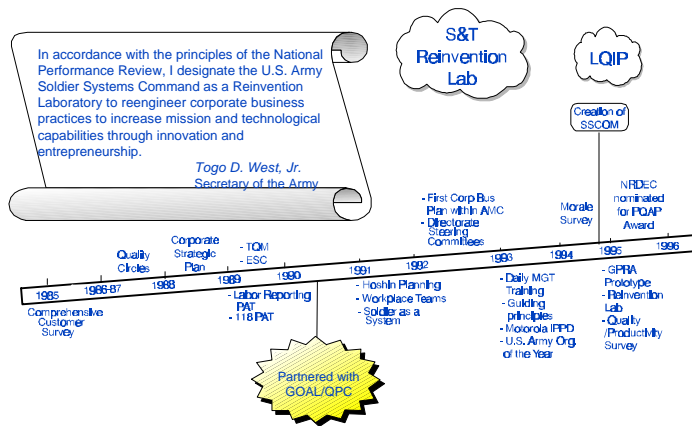 In accordance with the principles of the National
Performance Review, I designate the U.S. Army
Soldier Systems Command as a Reinvention
Laboratory to reengineer corporate business
practices to increase mission and technological
capabilities through innovation and
entrepreneurship.
Togo D. West, Jr.
Secretary of the Army
S&T
Reinvention
Lab
LQIP
Creation of
SSCOM
NRDEC
nominated
for PQAP
Award
Morale
Survey
- First Corp Bus
Plan within AMC
- Directorate
Steering
Committees
Quality
Circles
Corporate
Strategic
Plan
- TQM
- ESC
1985
1986-87
1988
1989
1990
1991
1992
1993
1994
1995
1996
Comprehensive
Customer
Survey
- Labor Reporting
PAT
- 118 PAT
- Hoshin Planning
- Workplace Teams
- Soldier as a
System
- Daily MGT
Training
- Guiding
principles
- Motorola IPPD
- U.S. Army Org.
of the Year
- GPRA
Prototype
- Reinvention
Lab
- Quality
/Productivity
Survey
Partnered with
GOAL/QPC